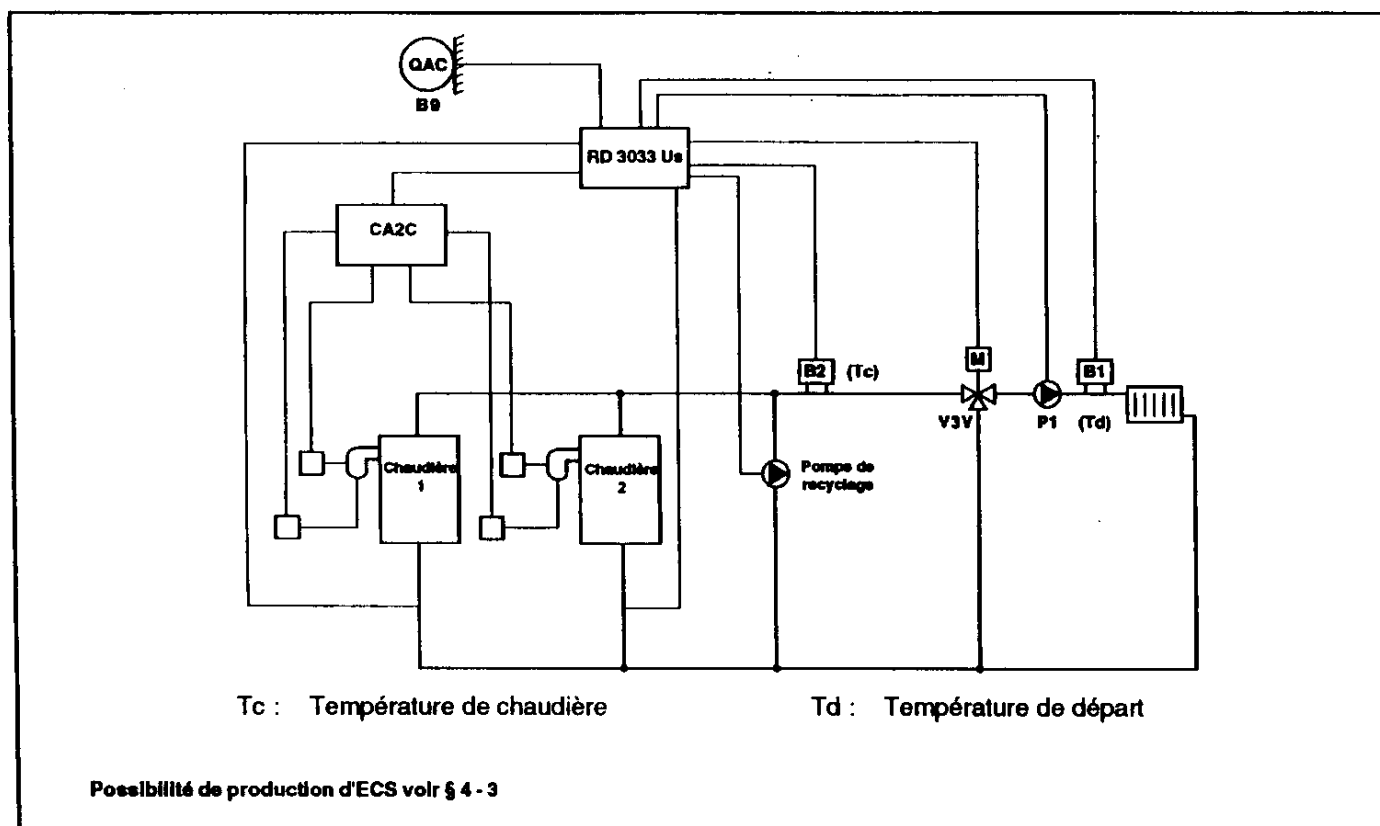 QAC
B9
RD 3033 Us
CA2C
M
B2 (Tc)
B1
V3V
P1 (Td)
Chaudière
1
Chaudière
2
Pompe de
recyclage
Tc : Température de chaudière
Td : Température de départ
Possibilité de production d'ECS voir § 4 - 3